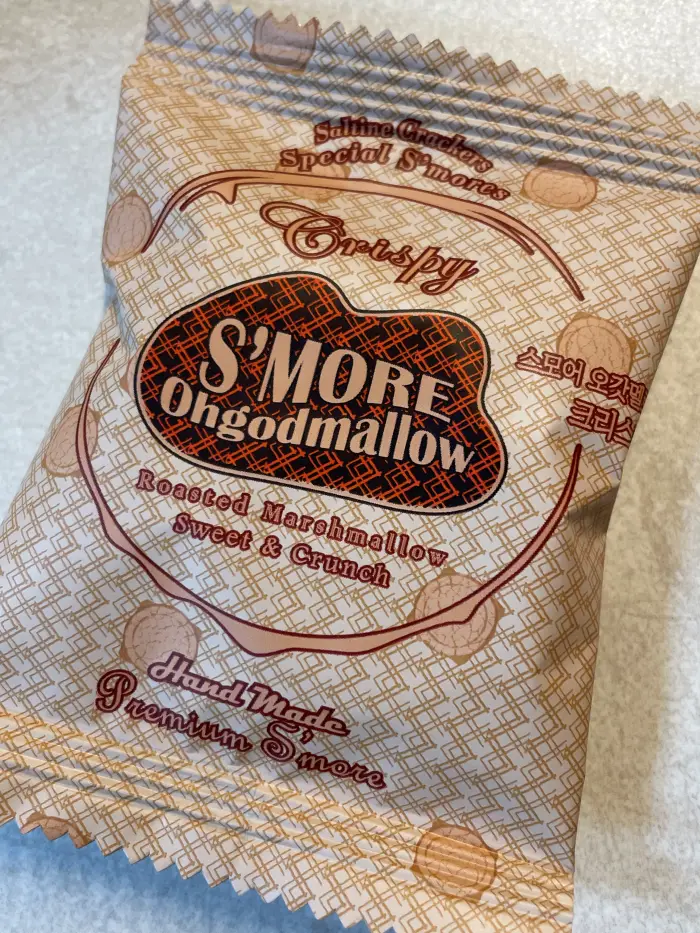 Saltine Crackers
Special S'mores
Crispy
S'MORE
Ohgodmallow
스모어 오갓멜
크리스
Roasted Marshmallow
Sweet & Crunch
Hand Made
Premium S'more